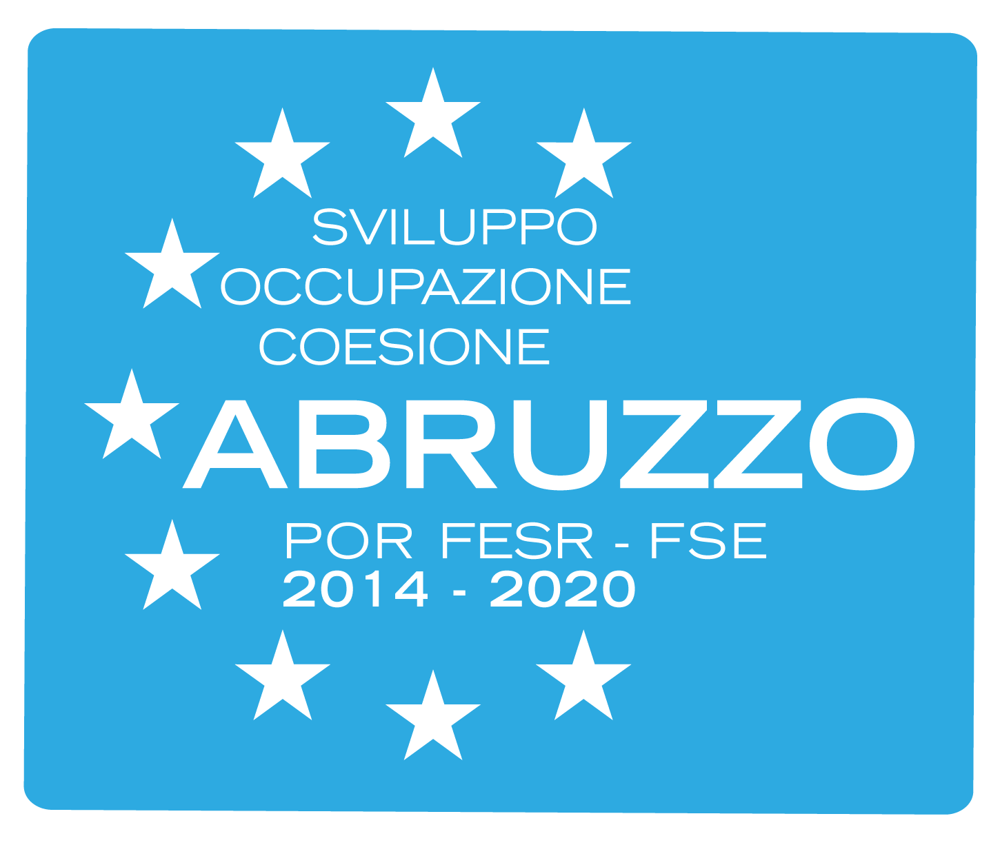 SVILUPPO
OCCUPAZIONE
COESIONE
ABRUZZO
POR FESR - FSE
2014 - 2020